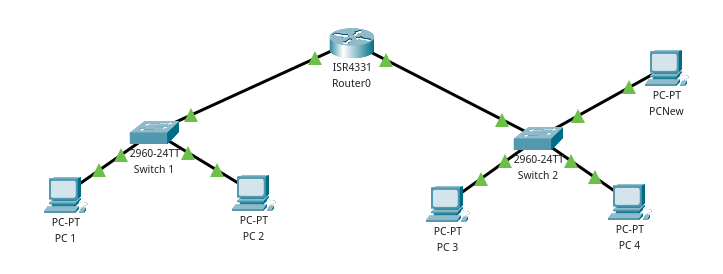 ISR4331
Router0
PC-PT
PCNew
2960-24TT
Switch 1
2960-24TT
Switch 2
PC-PT
PC 1
PC-PT
PC 2
PC-PT
PC 3
PC-PT
PC 4